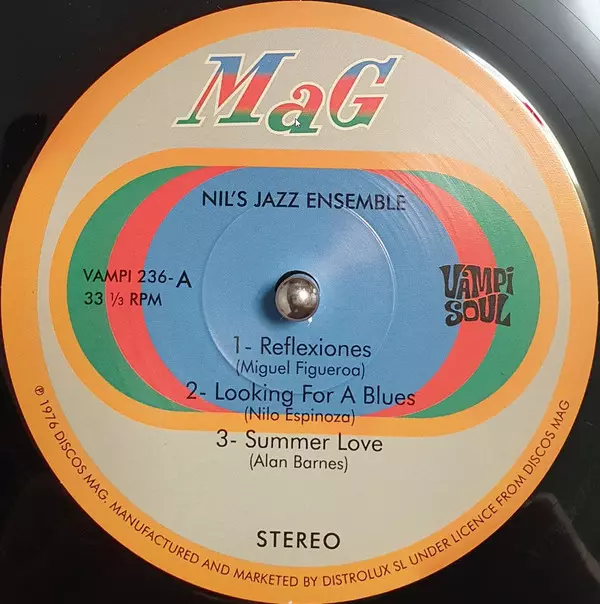 MaG
NIL'S JAZZ ENSEMBLE
VAMPI 236-A
33 ⅓ RPM
VAMPi
SOUL
1- Reflexiones
(Miguel Figueroa)
2- Looking For A Blues
(Nilo Espinoza)
3- Summer Love
(Alan Barnes)
STEREO
℗ 1976 DISCOS MAG. MANUFACTURED AND MARKETED BY DISTROLUX SL UNDER LICENCE FROM DISCOS MAG